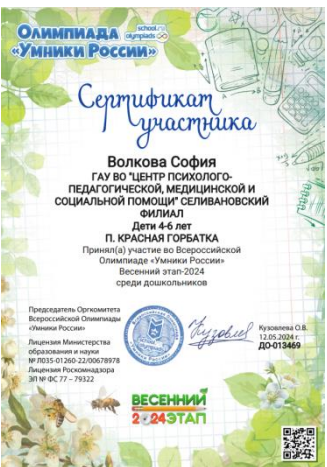 Олимпиада
«Умники России»
school.ru
olympiads
Сертификат
участника
Волкова София
ГАУ ВО "ЦЕНТР ПСИХОЛОГО-
ПЕДАГОГИЧЕСКОЙ, МЕДИЦИНСКОЙ И
СОЦИАЛЬНОЙ ПОМОЩИ" СЕЛИВАНОВСКИЙ
ФИЛИАЛ
Дети 4-6 лет
П. КРАСНАЯ ГОРБАТКА
Принял(а) участие во Всероссийской
Олимпиаде «Умники России»
Весенний этап-2024
среди дошкольников
Председатель Оргкомитета
Всероссийской Олимпиады
«Умники России»
Лицензия Министерства
образования и науки
№ Л035-01260-22/00678978
Лицензия Роскомнадзора
ЭЛ № ФС 77 – 79322
Кузовлева О.В.
12.05.2024 г.
ДО-013469
ВЕСЕННИЙ
2024ЭТАП